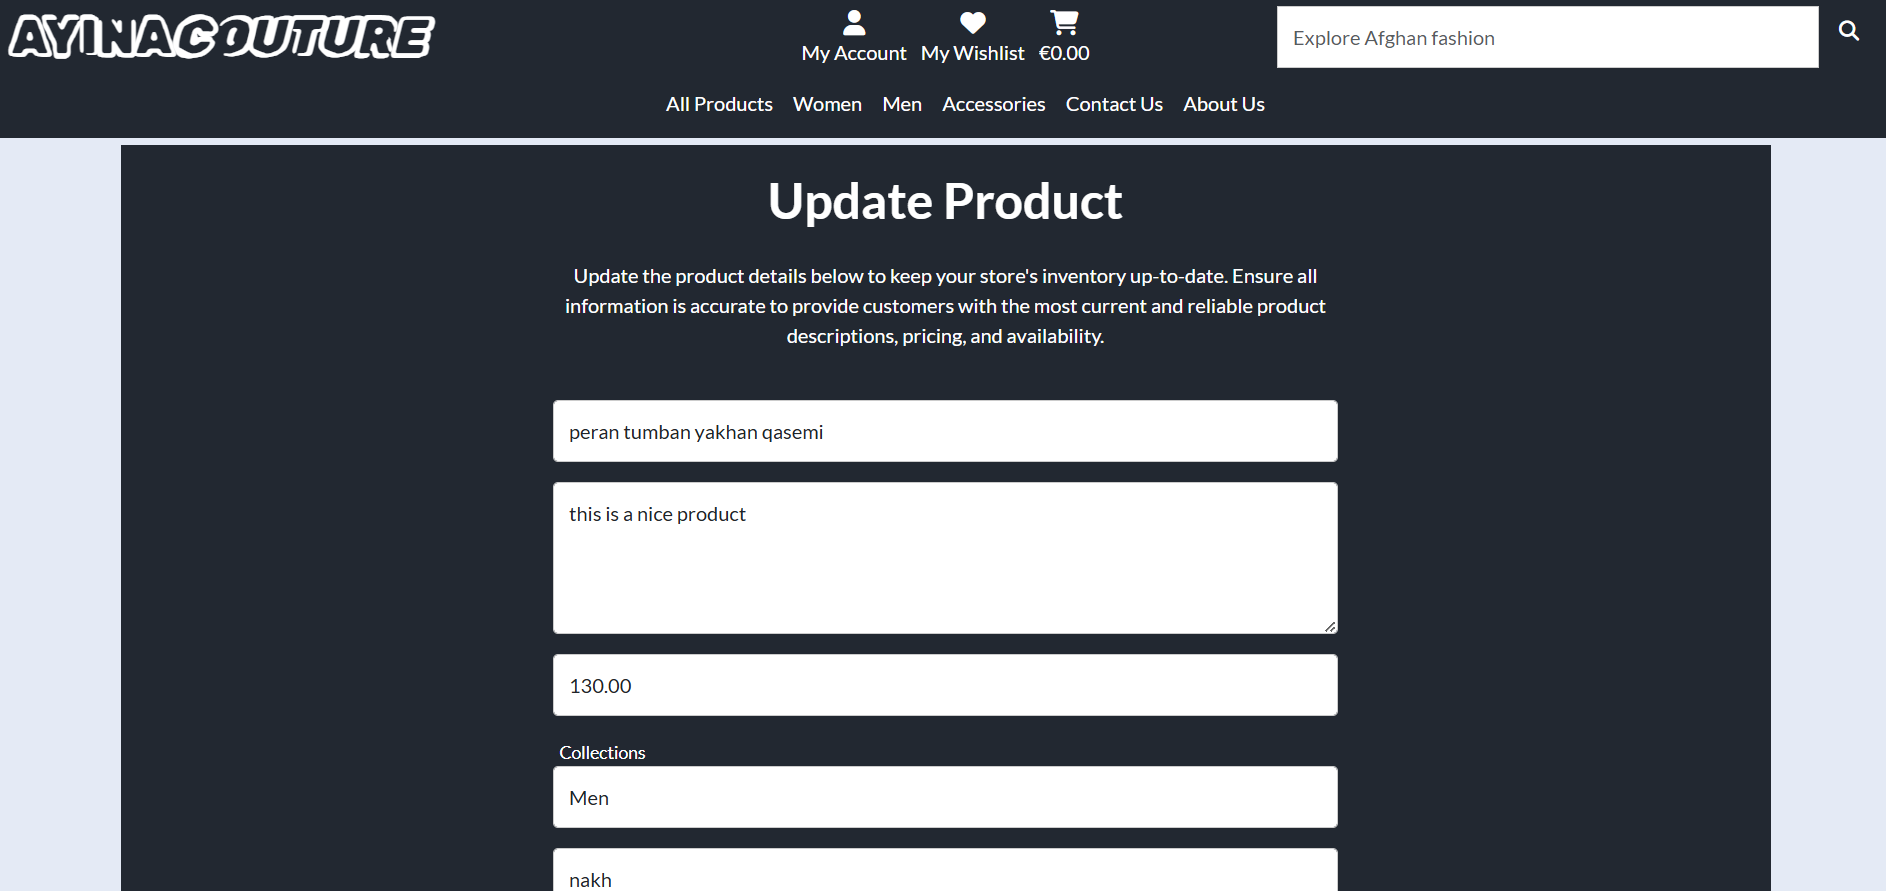 AYINACOUTURE
My Account My Wishlist €0.00
Explore Afghan fashion
All Products Women Men Accessories Contact Us About Us
Update Product
Update the product details below to keep your store's inventory up-to-date. Ensure all
information is accurate to provide customers with the most current and reliable product
descriptions, pricing, and availability.
peran tumban yakhan qasemi
this is a nice product
130.00
Collections
Men
nakh